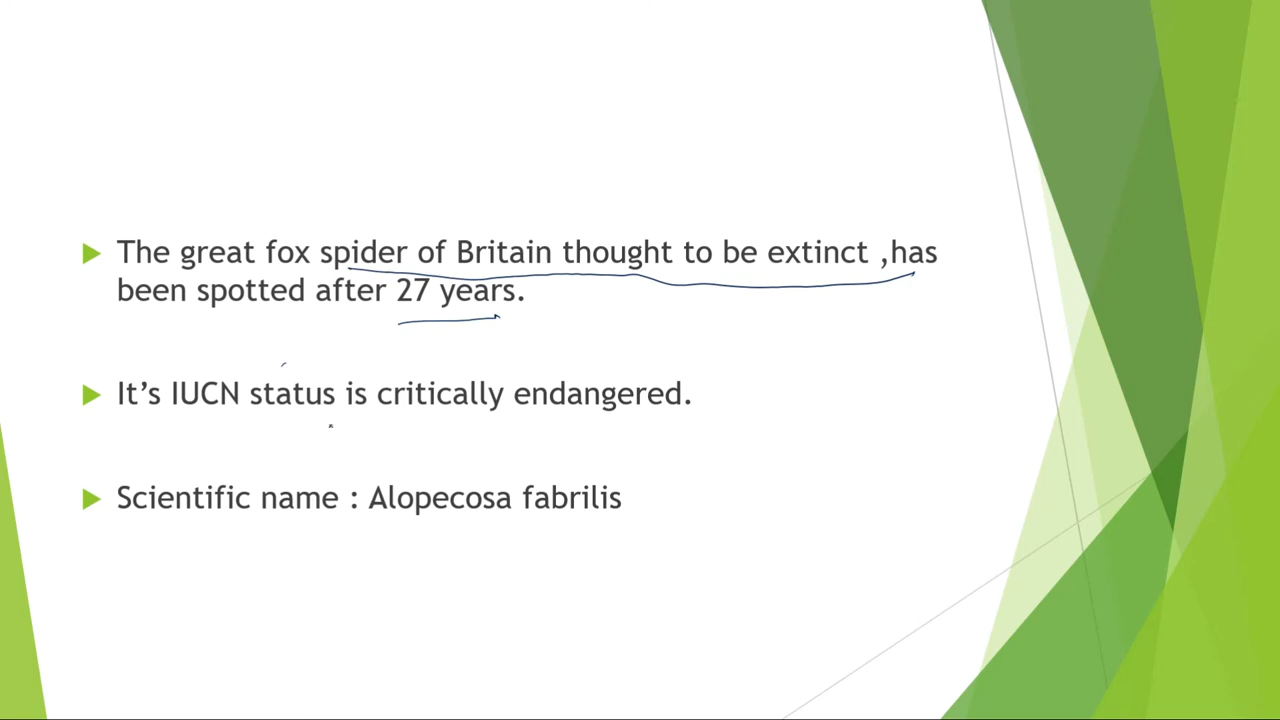 The great fox spider of Britain thought to be extinct ,has
been spotted after 27 years.
It’s IUCN status is critically endangered.
Scientific name : Alopecosa fabrilis